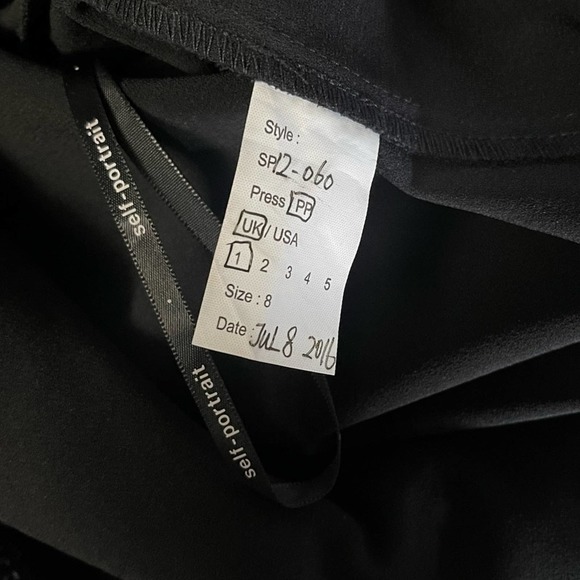 self-portrait
self-portrait
Style :
SP12-060
Press / PP
UK / USA
1 2 3 4 5
Size : 8
Date : JUL 8 2016